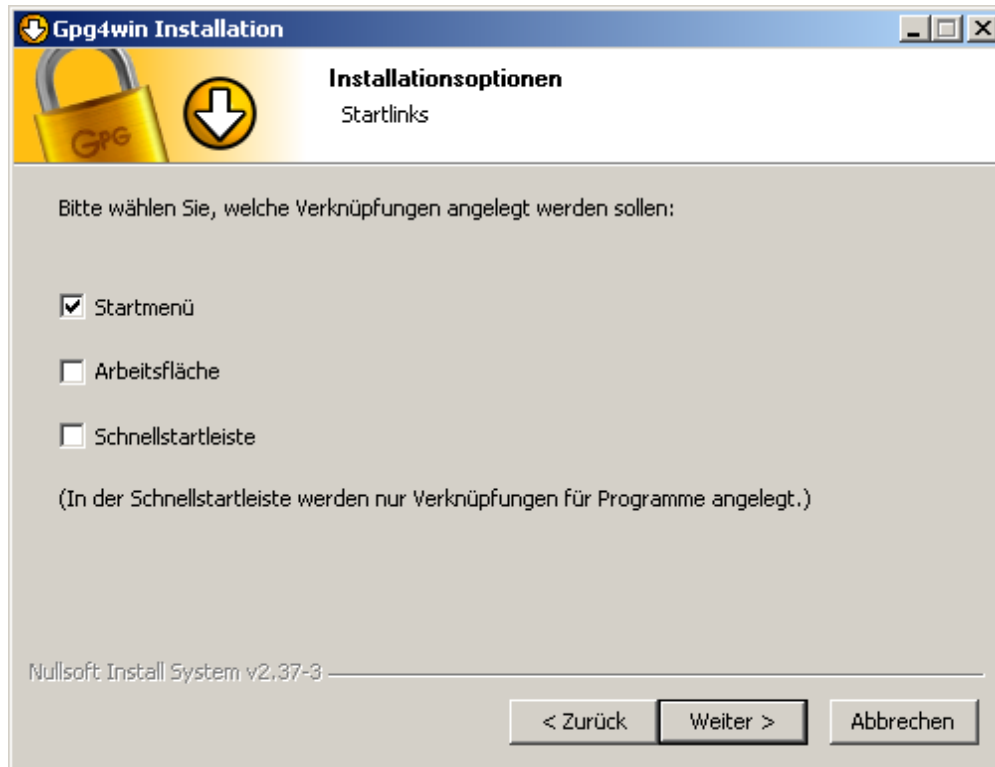 Gpg4win Installation
Installationsoptionen
Startlinks
GPG
Bitte wählen Sie, welche Verknüpfungen angelegt werden sollen:
Startmenü
Arbeitsfläche
Schnellstartleiste
(In der Schnellstartleiste werden nur Verknüpfungen für Programme angelegt.)
Nullsoft Install System v2.37-3
< Zurück
Weiter >
Abbrechen